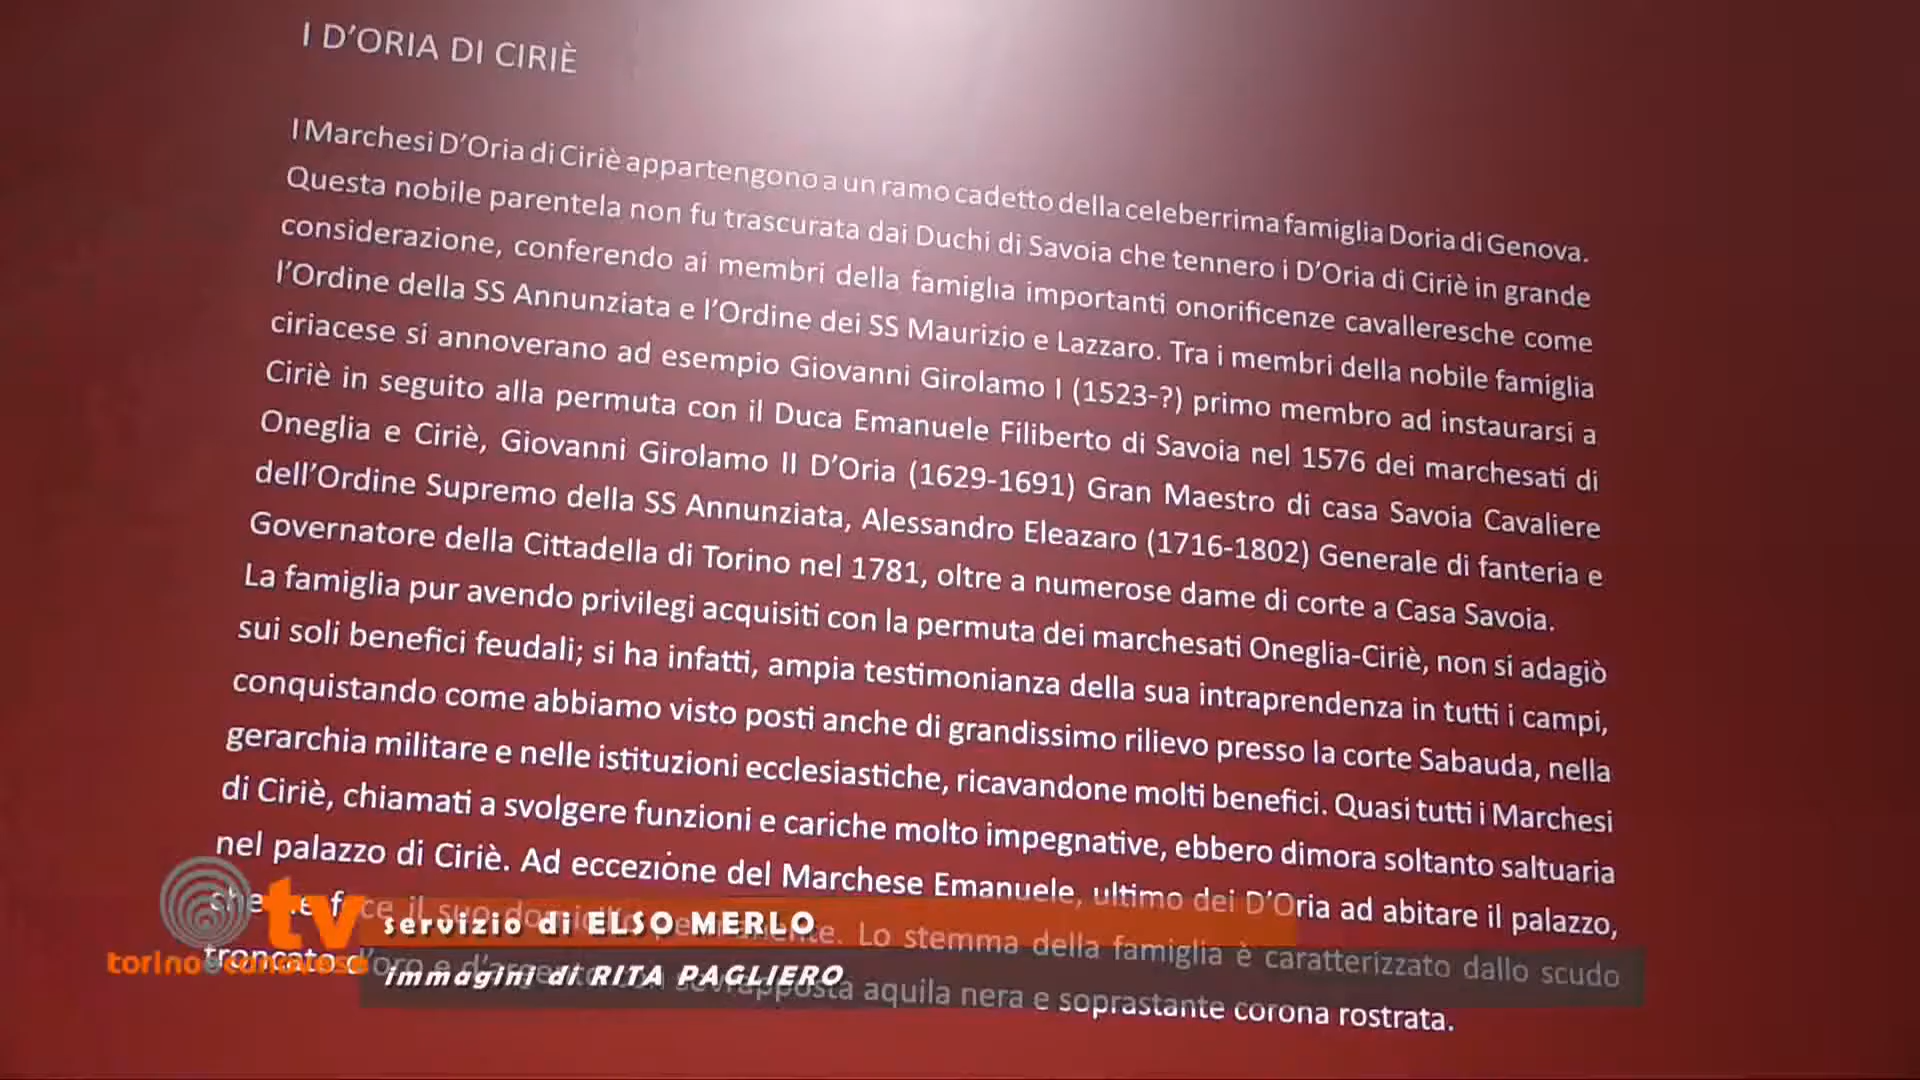 I D'ORIA DI CIRIÈ
I Marchesi D'Oria di Ciriè appartengono a un ramo cadetto della celeberrima famiglia Doria di Genova.
Questa nobile parentela non fu trascurata dai Duchi di Savoia che tennero i D'Oria di Ciriè in grande
considerazione, conferendo ai membri della famiglia importanti onorificenze cavalleresche come
l'Ordine della SS Annunziata e l'Ordine dei SS Maurizio e Lazzaro. Tra i membri della nobile famiglia
ciriacese si annoverano ad esempio Giovanni Girolamo I (1523-?) primo membro ad instaurarsi a
Ciriè in seguito alla permuta con il Duca Emanuele Filiberto di Savoia nel 1576 dei marchesati di
Oneglia e Ciriè, Giovanni Girolamo II D'Oria (1629-1691) Gran Maestro di casa Savoia Cavaliere
dell'Ordine Supremo della SS Annunziata, Alessandro Eleazaro (1716-1802) Generale di fanteria e
Governatore della Cittadella di Torino nel 1781, oltre a numerose dame di corte a Casa Savoia.
La famiglia pur avendo privilegi acquisiti con la permuta dei marchesati Oneglia-Ciriè, non si adagiò
sui soli benefici feudali; si ha infatti, ampia testimonianza della sua intraprendenza in tutti i campi,
conquistando come abbiamo visto posti anche di grandissimo rilievo presso la corte Sabauda, nella
gerarchia militare e nelle istituzioni ecclesiastiche, ricavandone molti benefici. Quasi tutti i Marchesi
di Ciriè, chiamati a svolgere funzioni e cariche molto impegnative, ebbero dimora soltanto saltuaria
nel palazzo di Ciriè. Ad eccezione del Marchese Emanuele, ultimo dei D'Oria ad abitare il palazzo,
che ne fece il suo domicilio permanente. Lo stemma della famiglia è caratterizzato dallo scudo
troncato d'oro e d'argento con sovrapposta aquila nera e soprastante corona rostrata.
tv
torinoecanavese
servizio di ELSO MERLO
immagini di RITA PAGLIERO